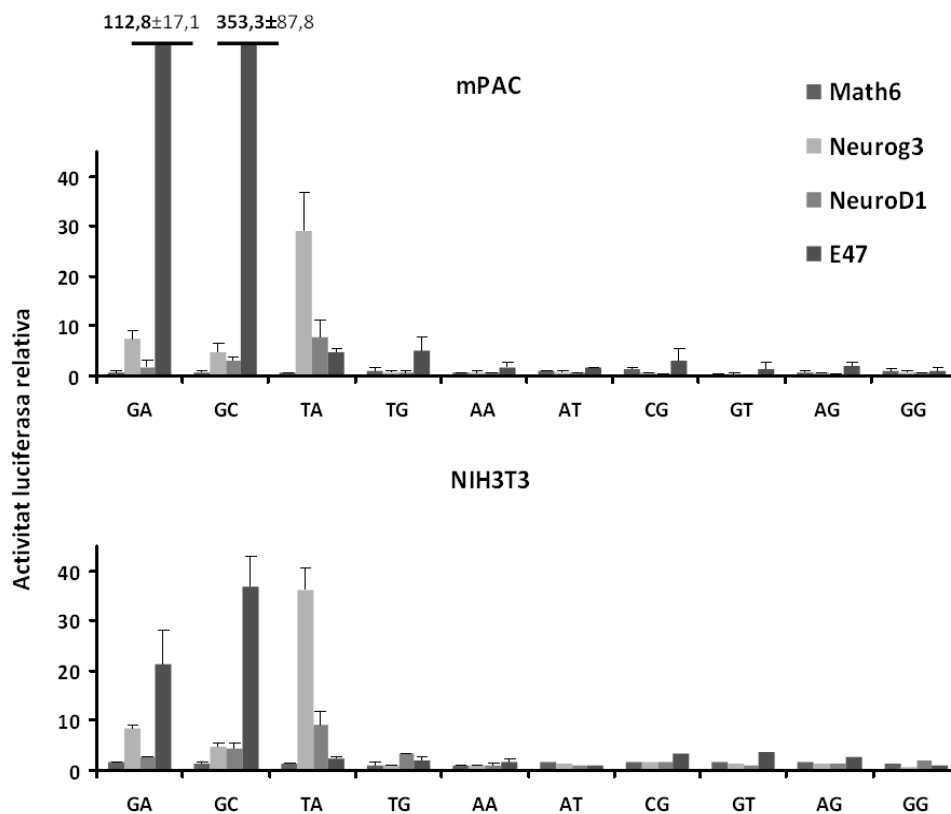 112,8±17,1 353,3±87,8
mPAC
Math6
Neurog3
NeuroD1
E47
40
30
20
10
0
GA GC TA TG AA AT CG GT AG GG
Activitat luciferasa relativa
NIH3T3
40
30
20
10
0
GA GC TA TG AA AT CG GT AG GG